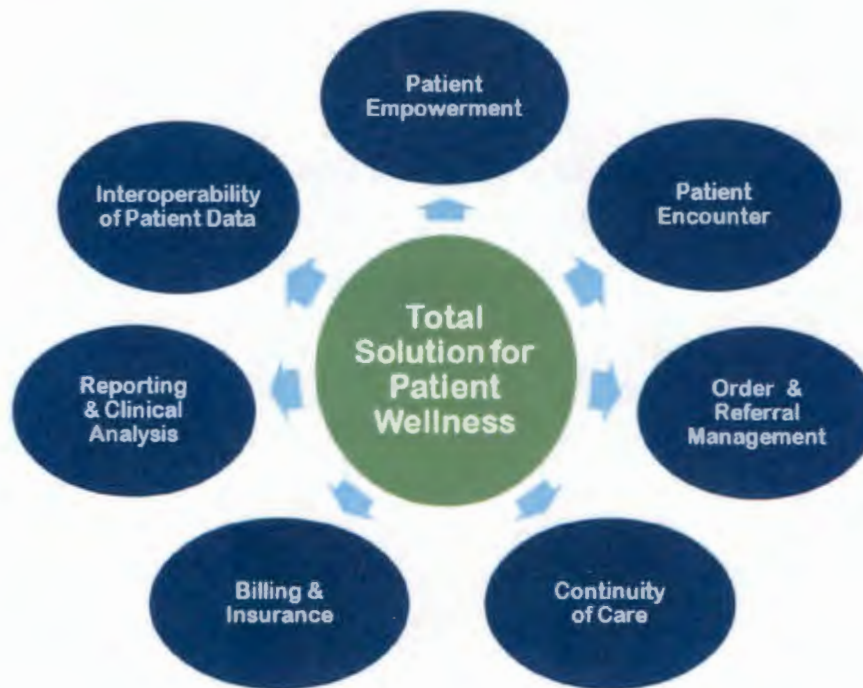 Patient
Empowerment
Patient
Encounter
Order &
Referral
Management
Continuity
of Care
Billing &
Insurance
Reporting
& Clinical
Analysis
Interoperability
of Patient Data
Total
Solution for
Patient
Wellness